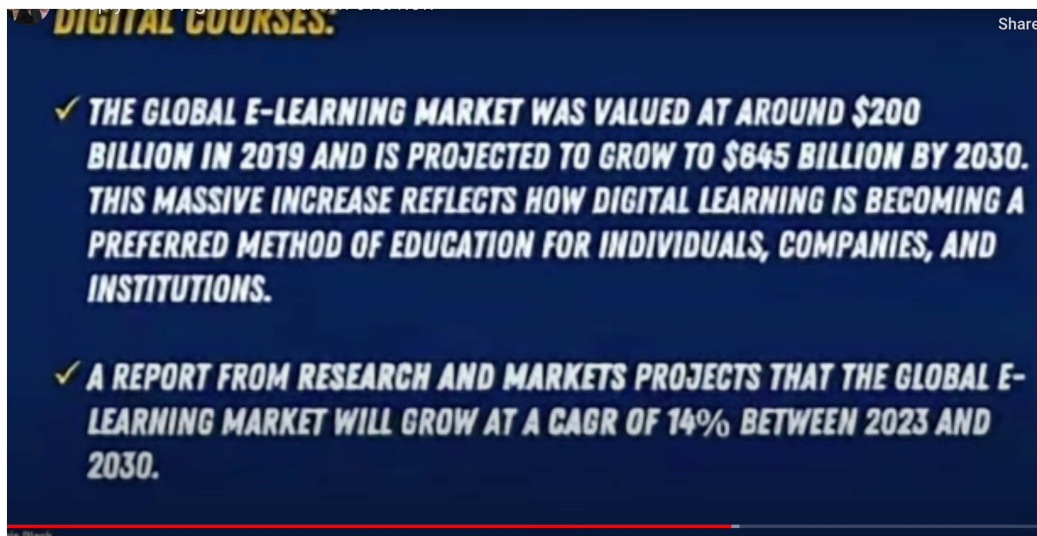 DIGITAL COURSES:
Share
✓ THE GLOBAL E-LEARNING MARKET WAS VALUED AT AROUND $200
BILLION IN 2019 AND IS PROJECTED TO GROW TO $645 BILLION BY 2030.
THIS MASSIVE INCREASE REFLECTS HOW DIGITAL LEARNING IS BECOMING A
PREFERRED METHOD OF EDUCATION FOR INDIVIDUALS, COMPANIES, AND
INSTITUTIONS.
✓ A REPORT FROM RESEARCH AND MARKETS PROJECTS THAT THE GLOBAL E-
LEARNING MARKET WILL GROW AT A CAGR OF 14% BETWEEN 2023 AND
2030.